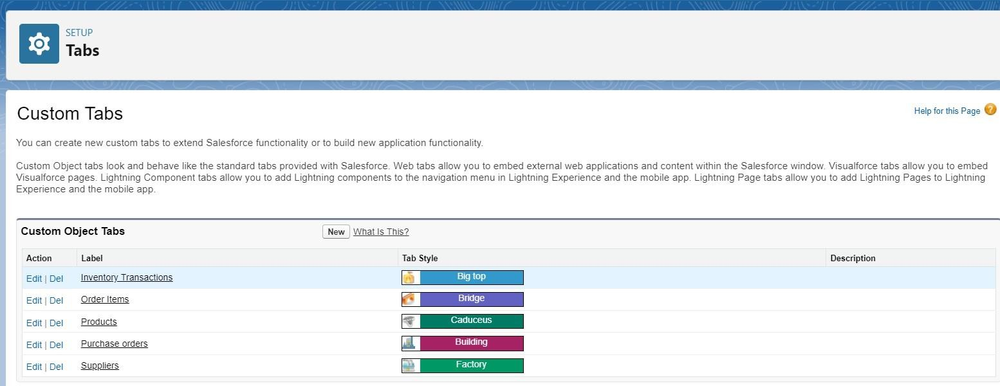 SETUP
Tabs
Custom Tabs
Help for this Page ?
You can create new custom tabs to extend Salesforce functionality or to build new application functionality.
Custom Object tabs look and behave like the standard tabs provided with Salesforce. Web tabs allow you to embed external web applications and content within the Salesforce window. Visualforce tabs allow you to embed
Visualforce pages. Lightning Component tabs allow you to add Lightning components to the navigation menu in Lightning Experience and the mobile app. Lightning Page tabs allow you to add Lightning Pages to Lightning
Experience and the mobile app.
Custom Object Tabs New What Is This?
Action Label Tab Style Description
Edit | Del Inventory Transactions Big top
Edit | Del Order Items Bridge
Edit | Del Products Caduceus
Edit | Del Purchase orders Building
Edit | Del Suppliers Factory